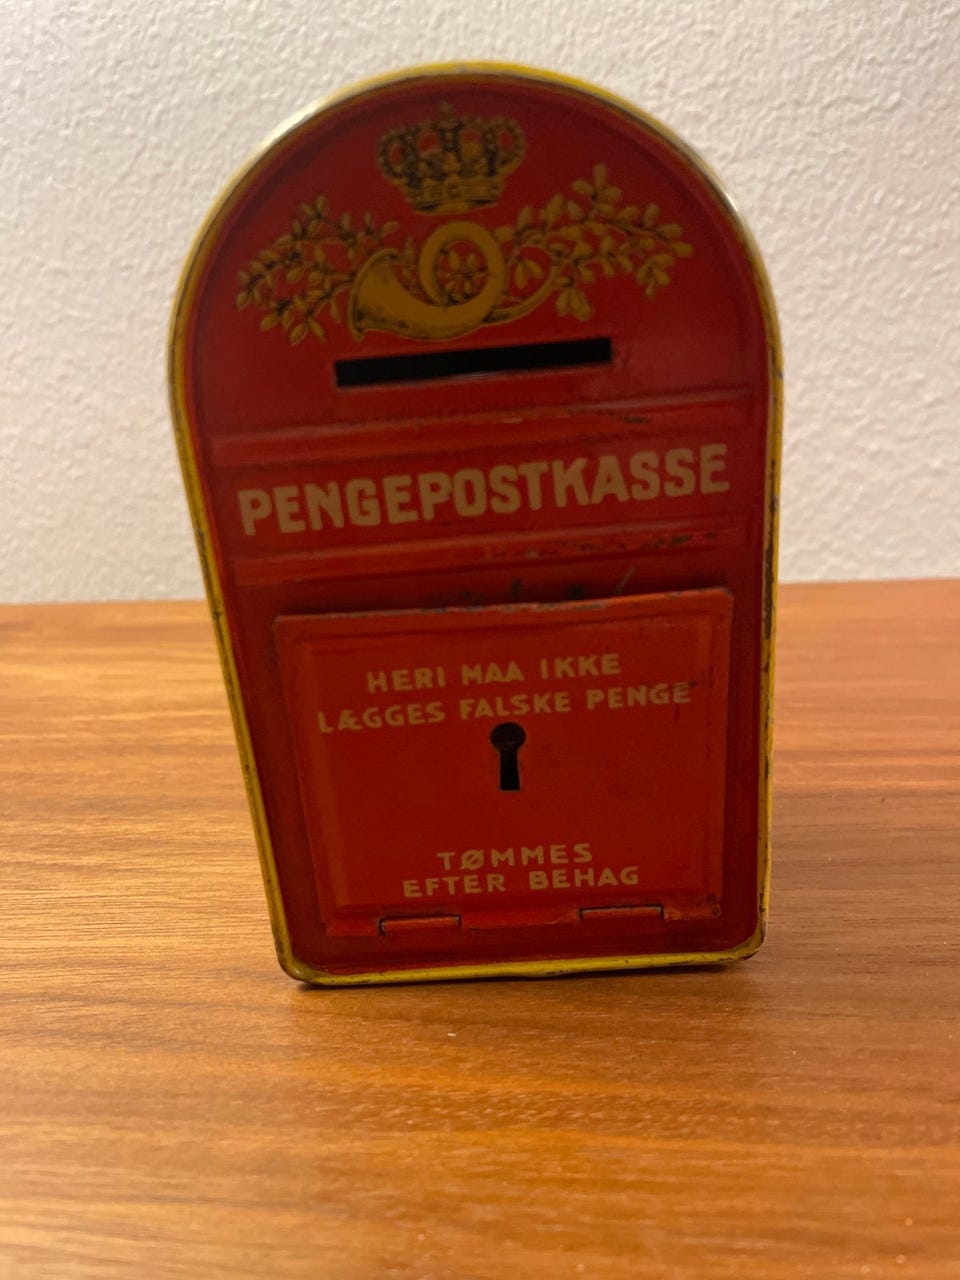 PENGEPOSTKASSE
HERI MAA IKKE
LÆGGES FALSKE PENGE
TØMMES
EFTER BEHAG